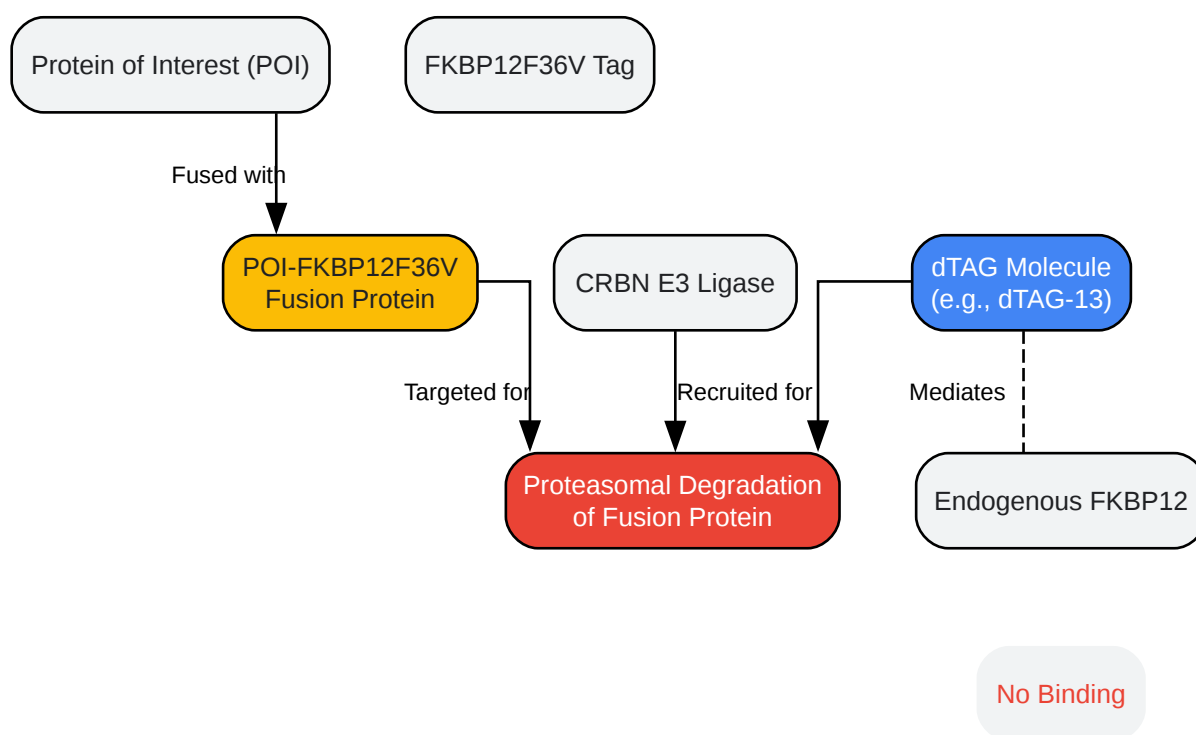 Protein of Interest (POI)
FKBP12F36V Tag
Fused with
POI-FKBP12F36V
Fusion Protein
CRBN E3 Ligase
dTAG Molecule
(e.g., dTAG-13)
Targeted for
Recruited for
Mediates
Proteasomal Degradation
of Fusion Protein
Endogenous FKBP12
No Binding